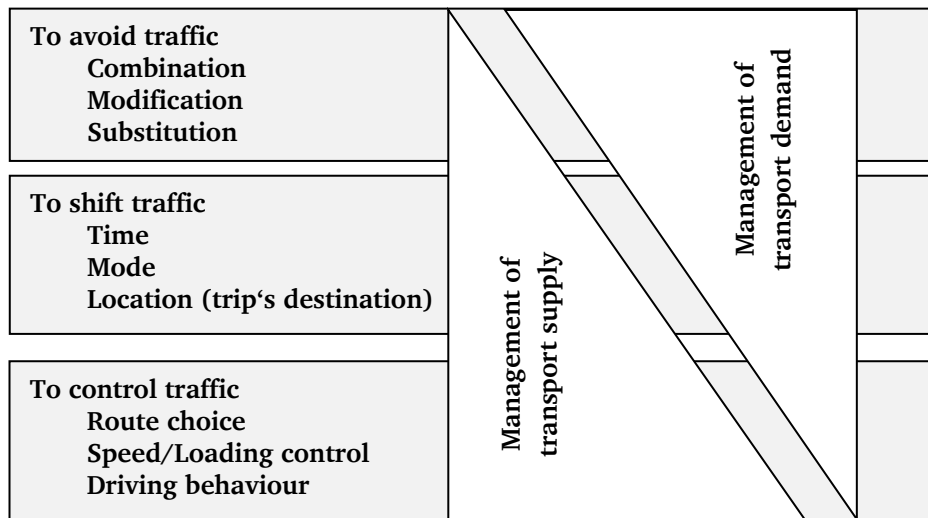 To avoid traffic
Combination
Modification
Substitution
To shift traffic
Time
Mode
Location (trip‘s destination)
To control traffic
Route choice
Speed/Loading control
Driving behaviour
Management of
transport supply
Management of
transport demand